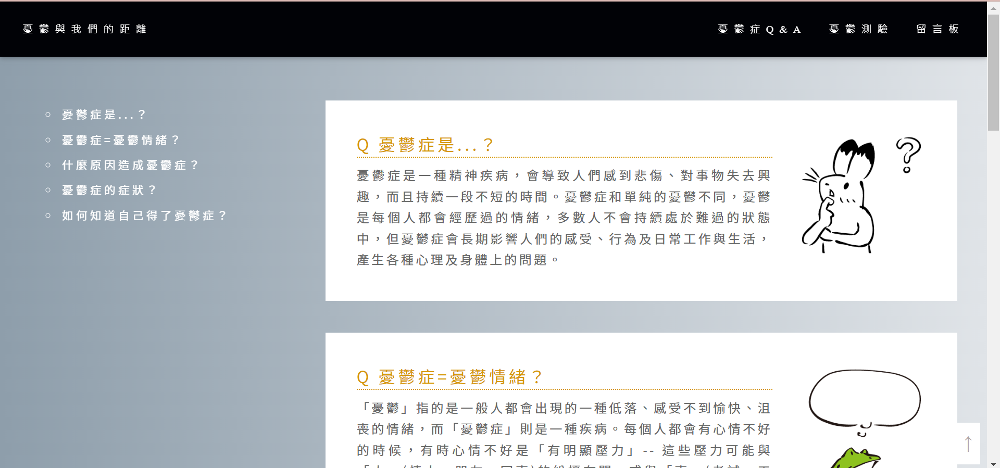 憂鬱與我們的距離
憂鬱症Q&A
憂鬱測驗
留言板
憂鬱症是...？
憂鬱症=憂鬱情緒？
什麼原因造成憂鬱症？
憂鬱症的症狀？
如何知道自己得了憂鬱症？
Q 憂鬱症是...？
憂鬱症是一種精神疾病，會導致人們感到悲傷、對事物失去興
趣，而且持續一段不短的時間。憂鬱症和單純的憂鬱不同，憂鬱
是每個人都會經歷過的情緒，多數人不會持續處於難過的狀態
中，但憂鬱症會長期影響人們的感受、行為及日常工作與生活，
產生各種心理及身體上的問題。
Q 憂鬱症=憂鬱情緒？
「憂鬱」指的是一般人都會出現的一種低落、感受不到愉快、沮
喪的情緒，而「憂鬱症」則是一種疾病。每個人都會有心情不好
的時候，有時心情不好是「有明顯壓力」-- 這些壓力可能與